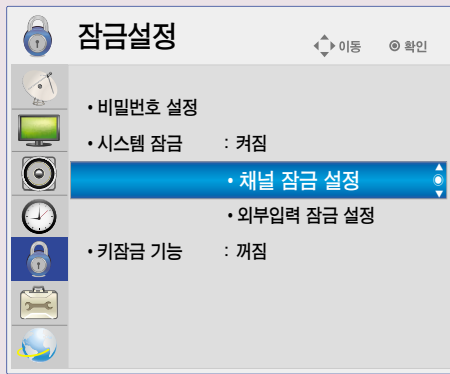 잠금설정
이동 ◉ 확인
• 비밀번호 설정
• 시스템 잠금 : 켜짐
• 채널 잠금 설정
• 외부입력 잠금 설정
• 키잠금 기능 : 꺼짐